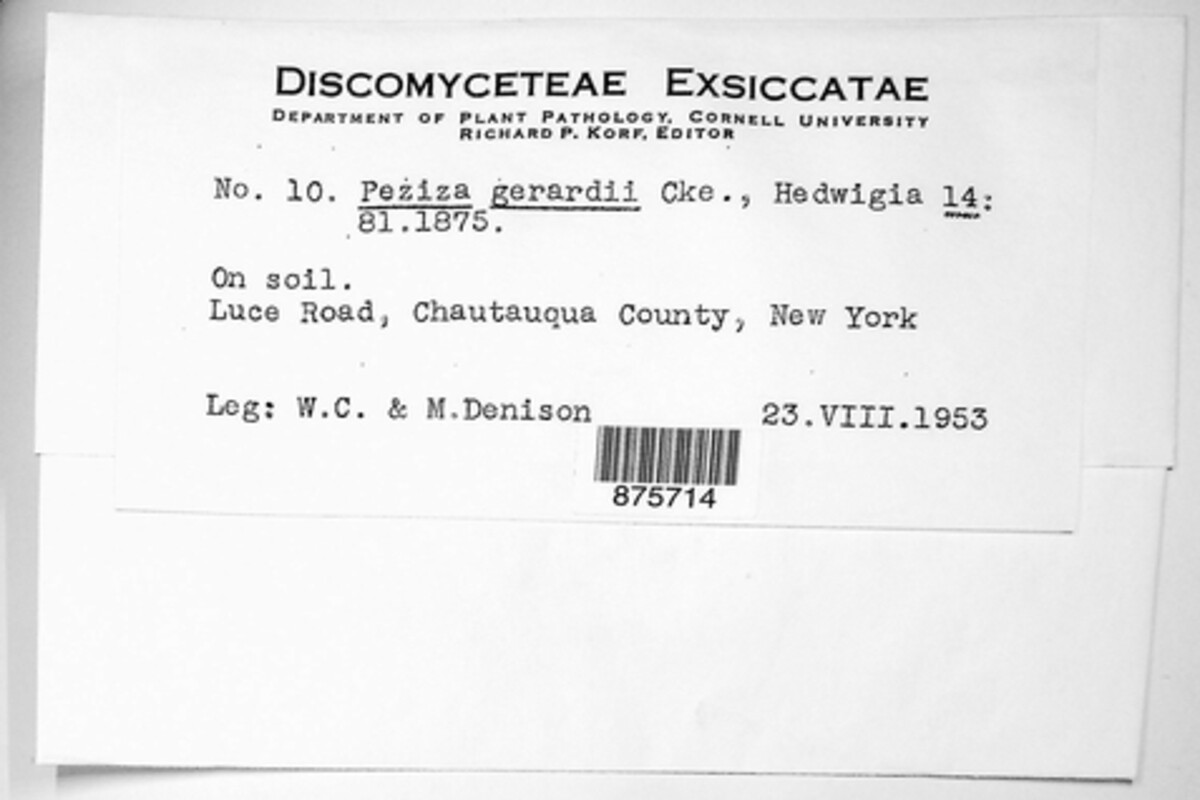 DISCOMYCETEAE EXSICCATAE
DEPARTMENT OF PLANT PATHOLOGY, CORNELL UNIVERSITY
RICHARD P. KORF, EDITOR
No. 10. Peziza gerardii Cke., Hedwigia 14:
81.1875.
On soil.
Luce Road, Chautauqua County, New York
Leg: W.C. & M.Denison 23.VIII.1953
875714